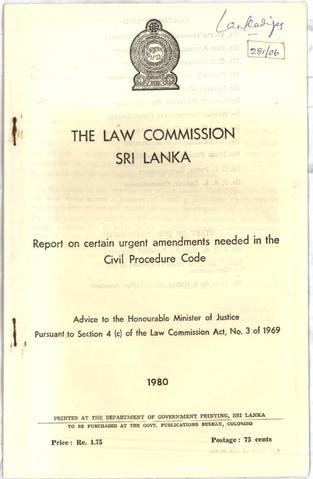 Lankadipa
281/06
THE LAW COMMISSION
SRI LANKA
Report on certain urgent amendments needed in the
Civil Procedure Code
Advice to the Honourable Minister of Justice
Pursuant to Section 4 (c) of the Law Commission Act, No. 3 of 1969
1980
PRINTED AT THE DEPARTMENT OF GOVERNMENT PRINTING, SRI LANKA
TO BE PURCHASED AT THE GOVT. PUBLICATIONS BUREAU, COLOMBO
Price : Re. 1.75 Postage : 75 cents